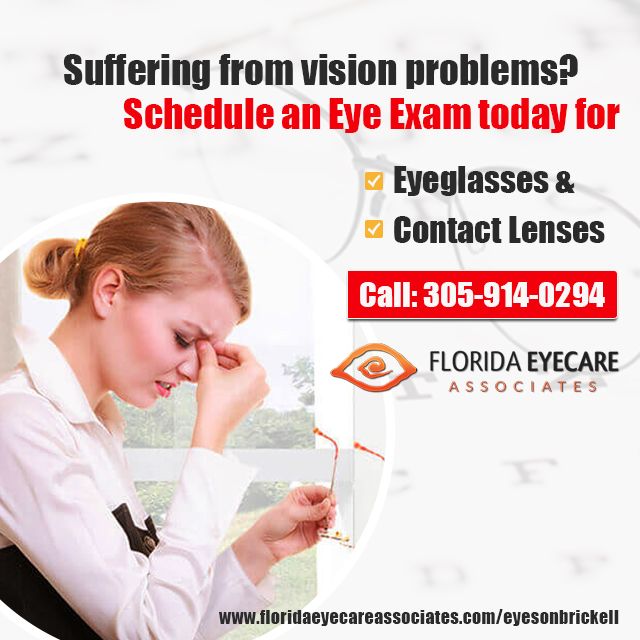 Suffering from vision problems?
Schedule an Eye Exam today for
Eyeglasses &
Contact Lenses
Call: 305-914-0294
FLORIDA EYECARE
ASSOCIATES
www.floridaeyecareassociates.com/eyesonbrickell